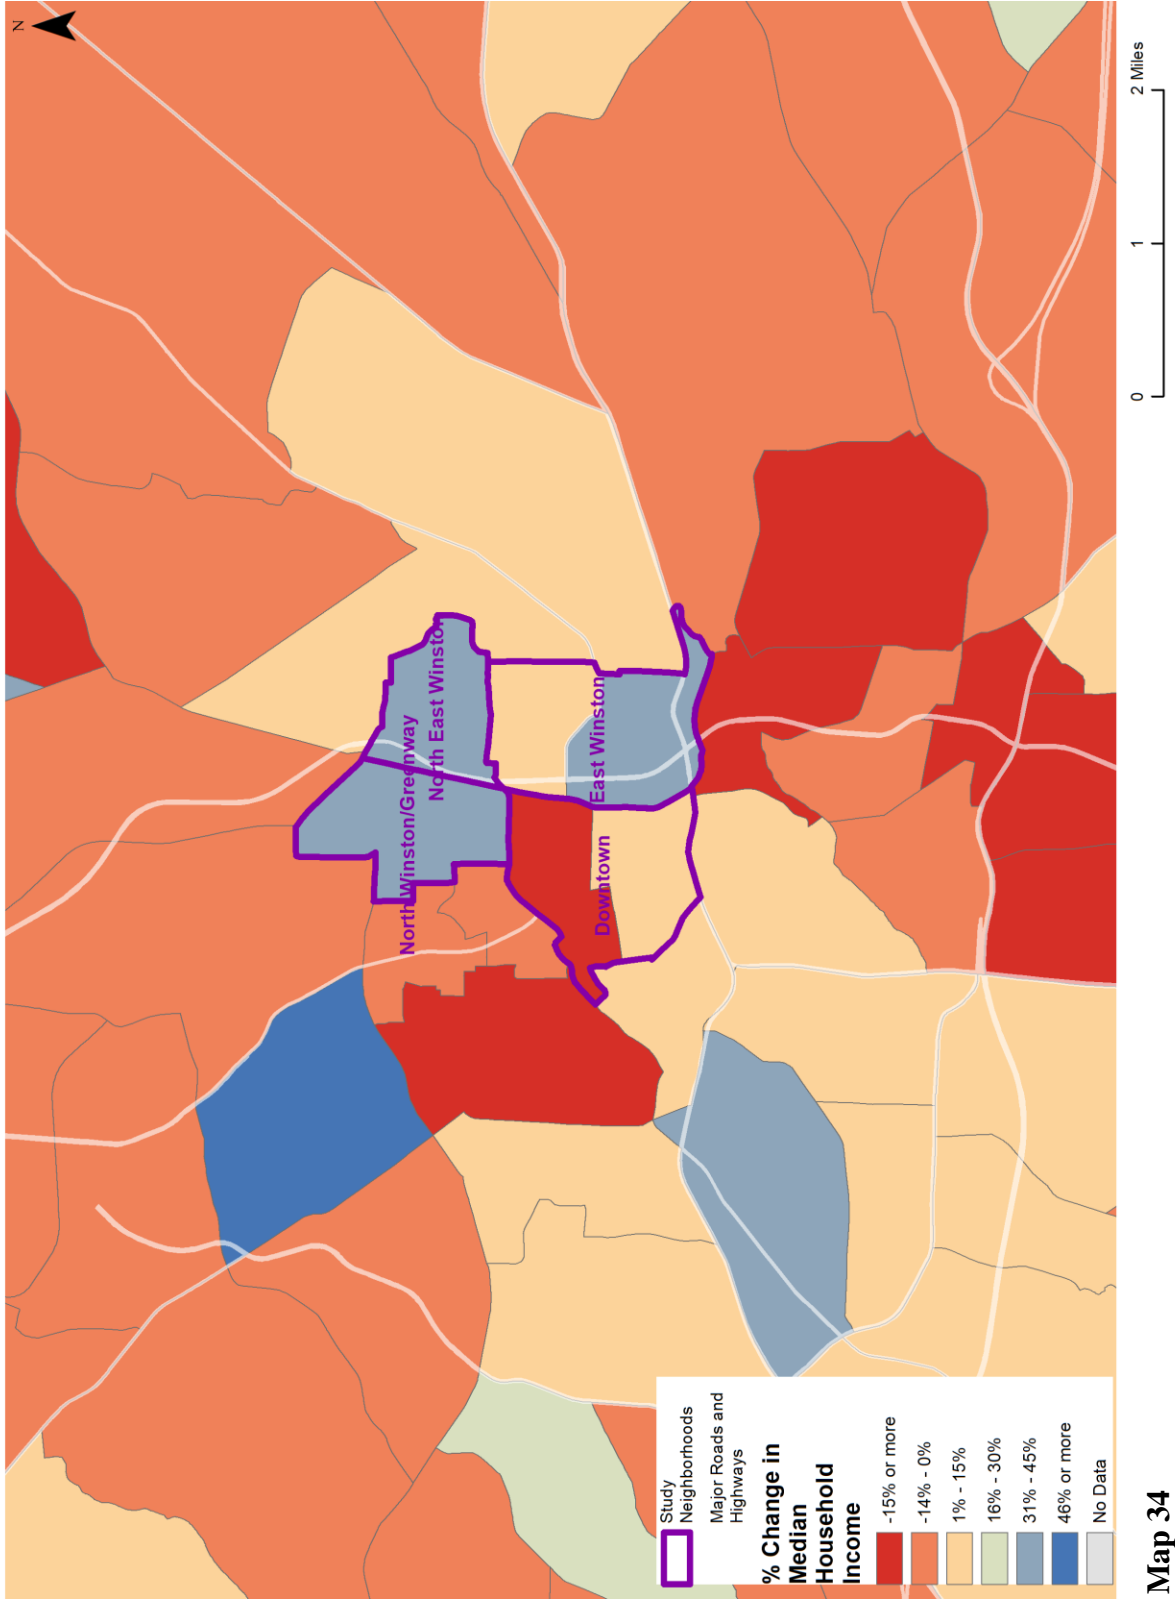 N
North Winston/Greenway
North East Winston
East Winston
Downtown
Study
Neighborhoods
Major Roads and
Highways
% Change in
Median
Household
Income
-15% or more
-14% - 0%
1% - 15%
16% - 30%
31% - 45%
46% or more
No Data
0 1 2 Miles
Map 34